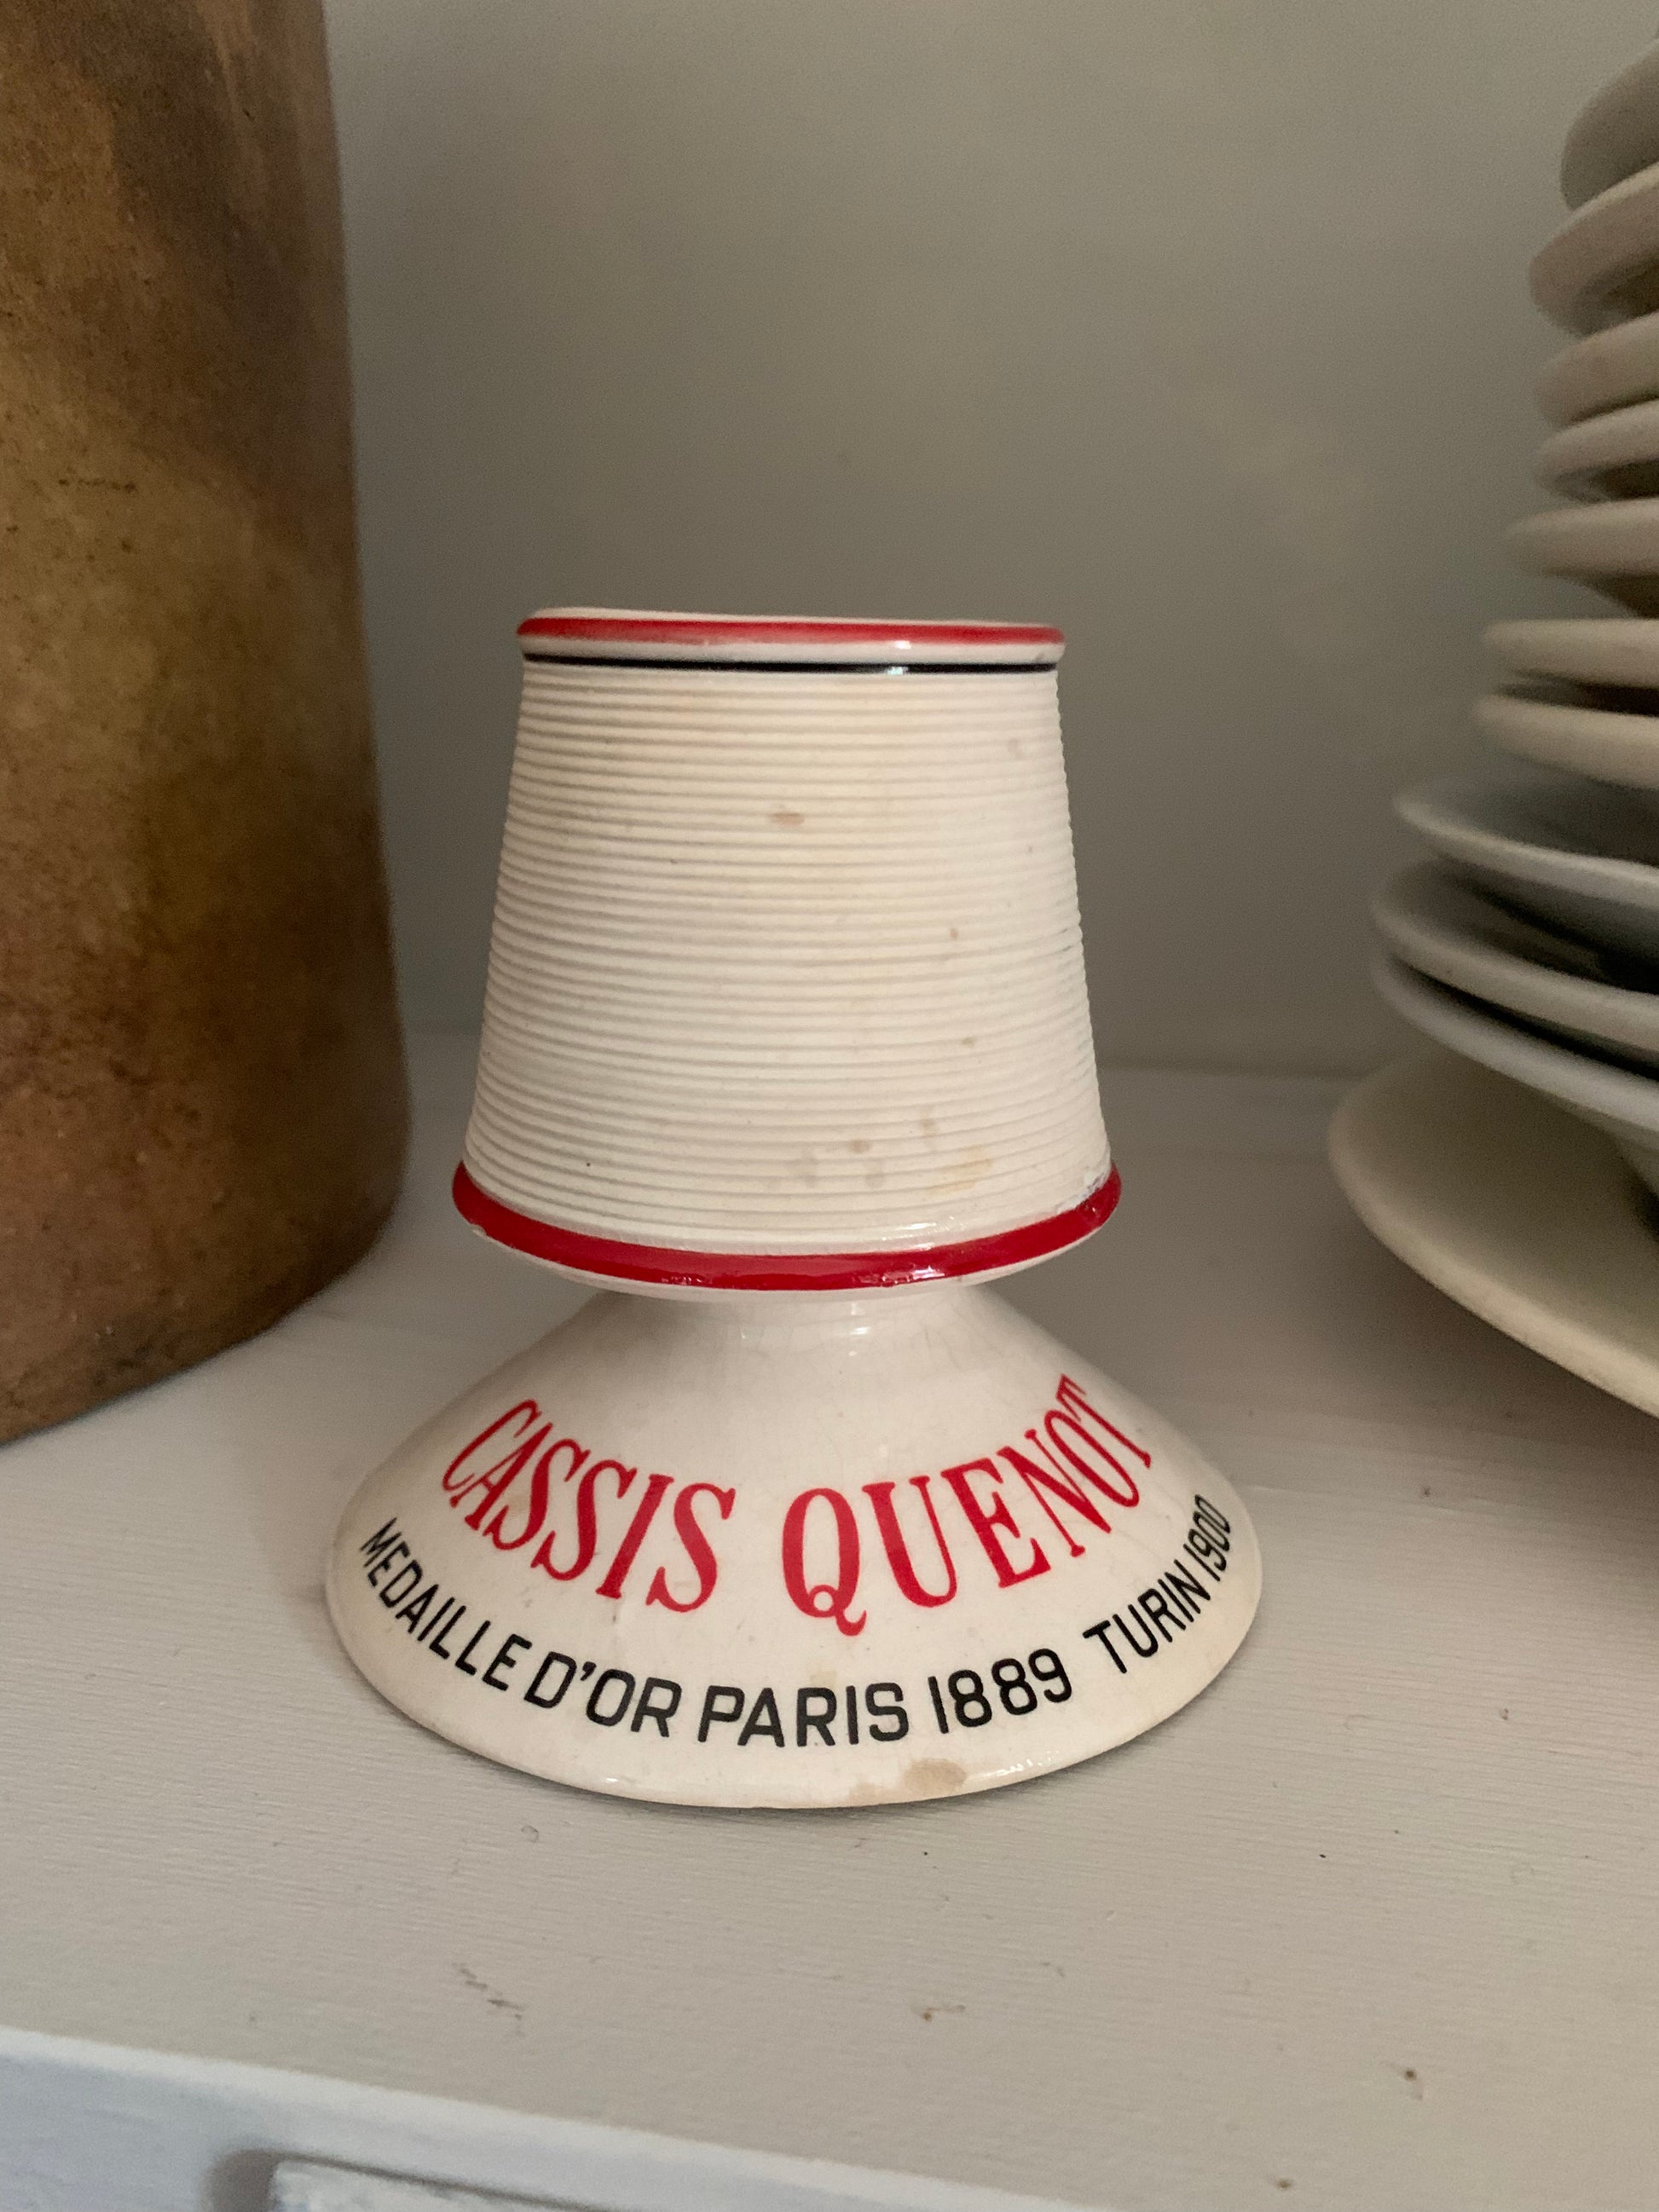 CASSIS QUENOT
MEDAILLE D'OR PARIS 1889 TURIN 1900